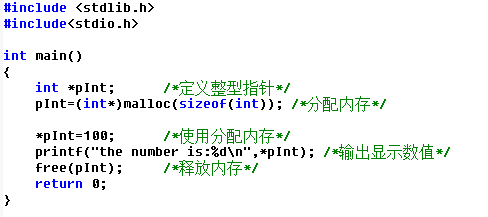 #include <stdlib.h>
#include<stdio.h>
int main()
{
int *pInt; /*定义整型指针*/
pInt=(int*)malloc(sizeof(int)); /*分配内存*/
*pInt=100; /*使用分配内存*/
printf("the number is:%d\n",*pInt); /*输出显示数值*/
free(pInt); /*释放内存*/
return 0;
}